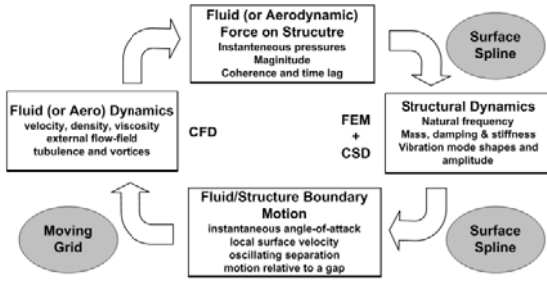 Fluid (or Aerodynamic)
Force on Strucutre
Instantaneous pressures
Maginitude
Coherence and time lag
Surface
Spline
Fluid (or Aero) Dynamics
velocity, density, viscosity
external flow-field
tubulence and vortices
CFD
FEM
+
CSD
Structural Dynamics
Natural frequency
Mass, damping & stiffness
Vibration mode shapes and
amplitude
Fluid/Structure Boundary
Motion
instantaneous angle-of-attack
local surface velocity
oscillating separation
motion relative to a gap
Moving
Grid
Surface
Spline